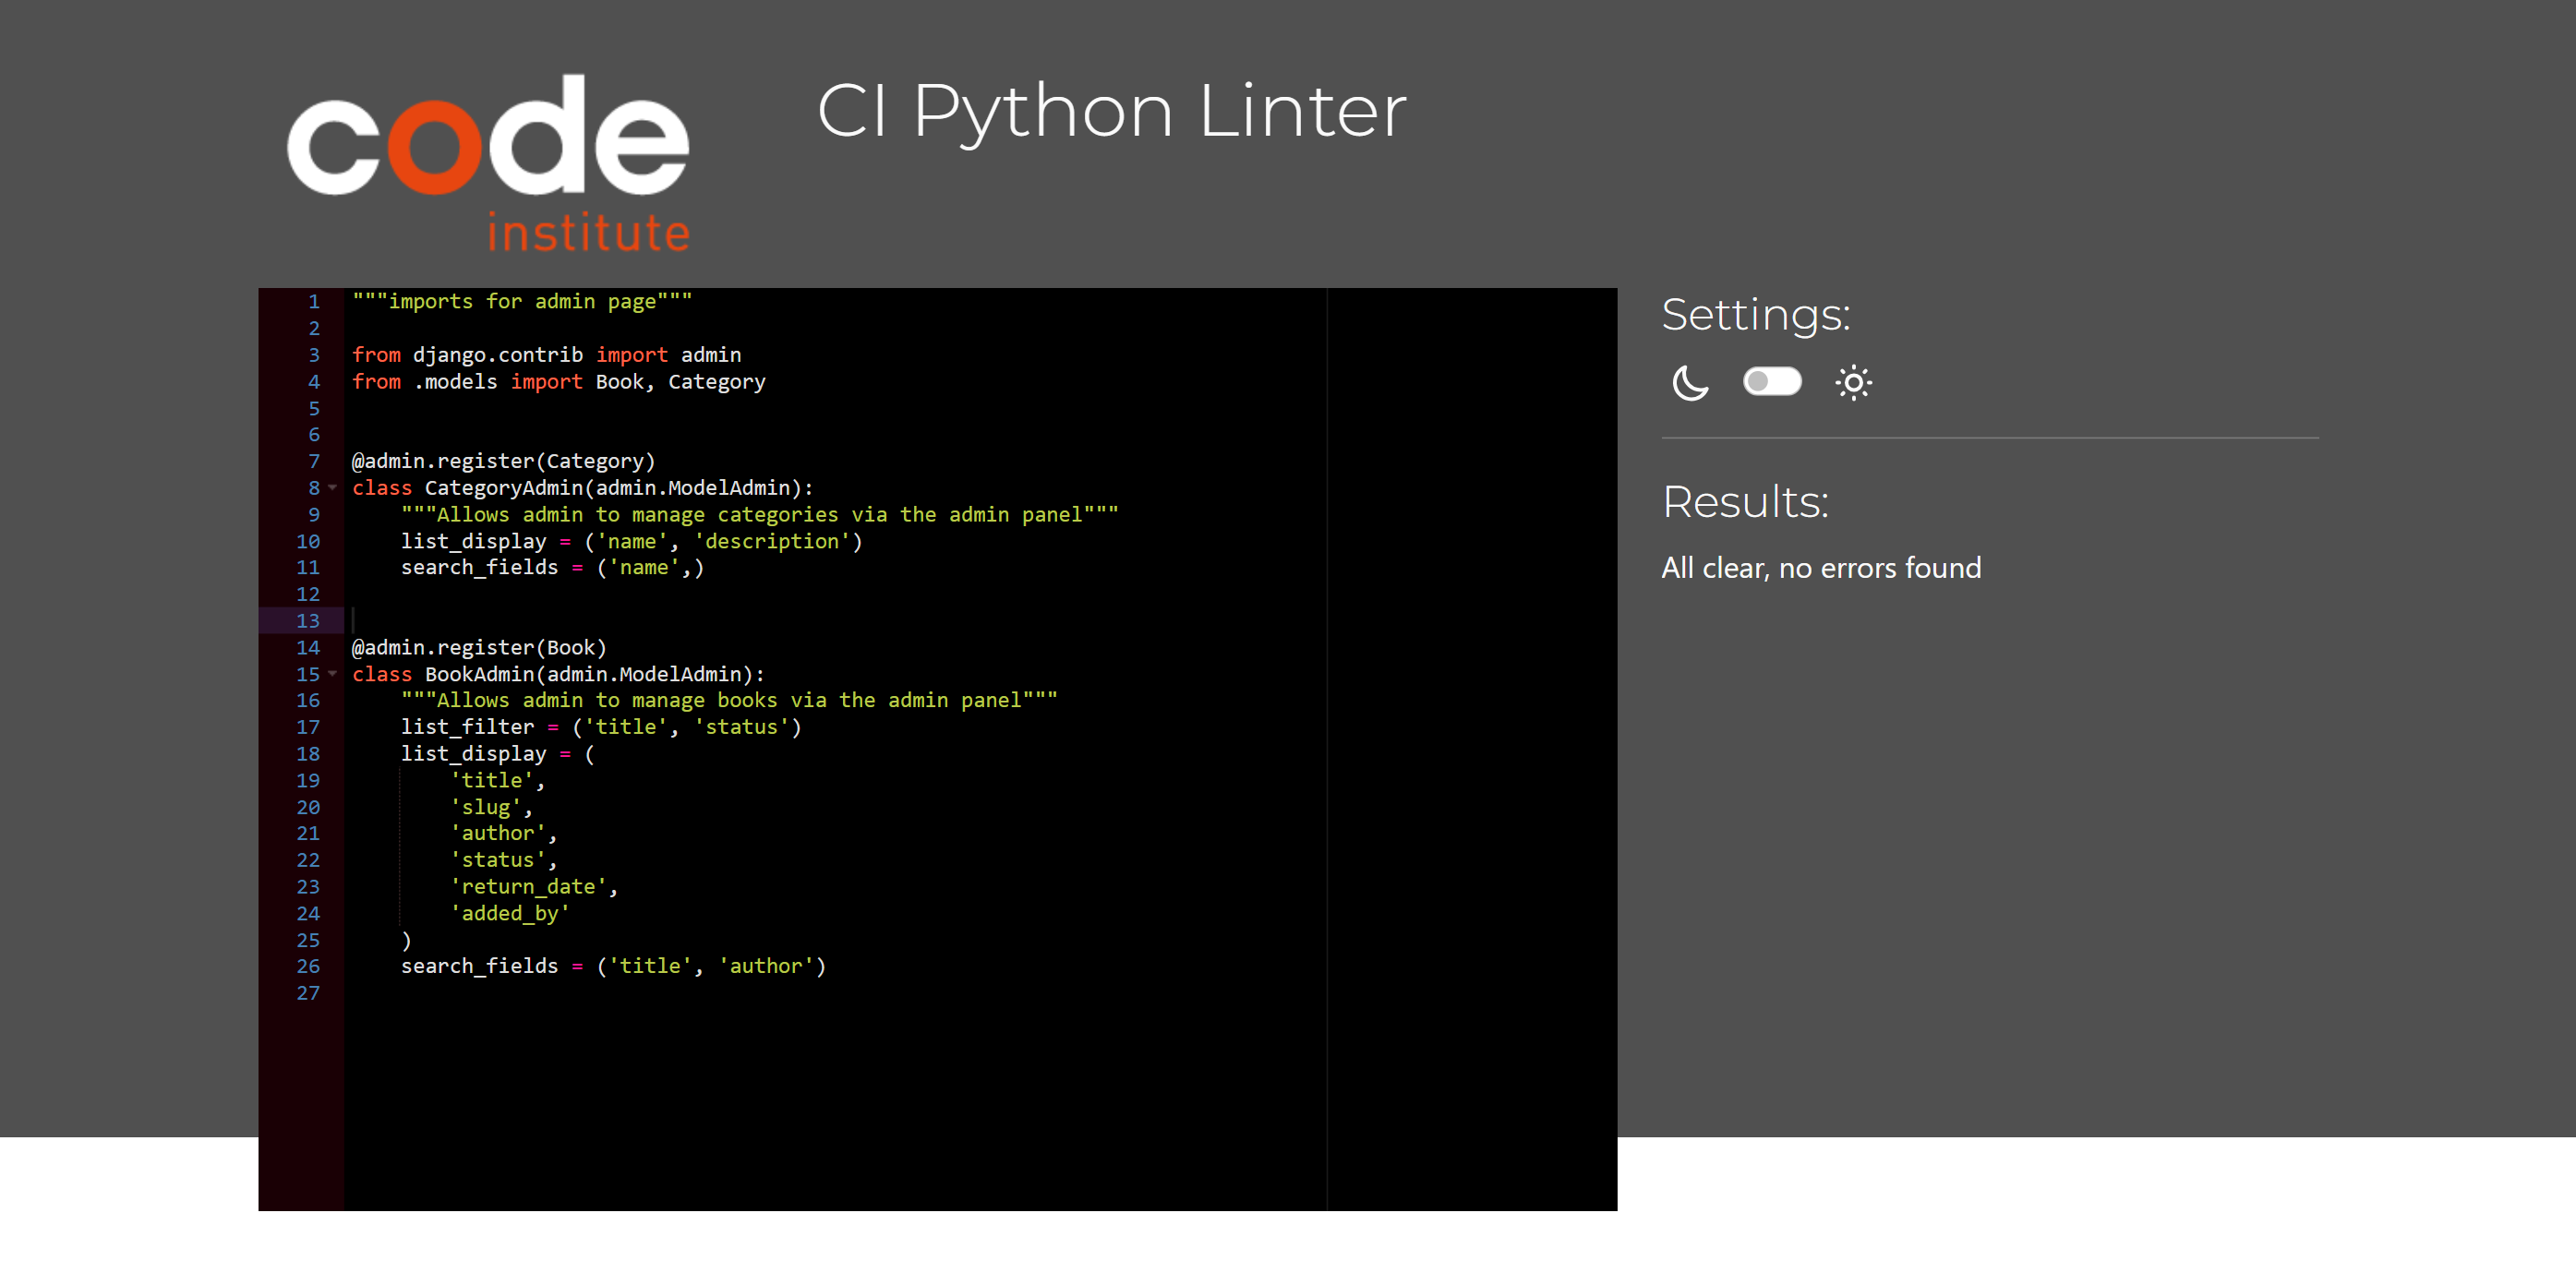 code
institute
CI Python Linter
1 """imports for admin page"""
2
3 from django.contrib import admin
4 from .models import Book, Category
5
6
7 @admin.register(Category)
8 class CategoryAdmin(admin.ModelAdmin):
9     """Allows admin to manage categories via the admin panel"""
10     list_display = ('name', 'description')
11     search_fields = ('name',)
12
13
14 @admin.register(Book)
15 class BookAdmin(admin.ModelAdmin):
16     """Allows admin to manage books via the admin panel"""
17     list_filter = ('title', 'status')
18     list_display = (
19         'title',
20         'slug',
21         'author',
22         'status',
23         'return_date',
24         'added_by'
25     )
26     search_fields = ('title', 'author')
27
Settings:
Results:
All clear, no errors found